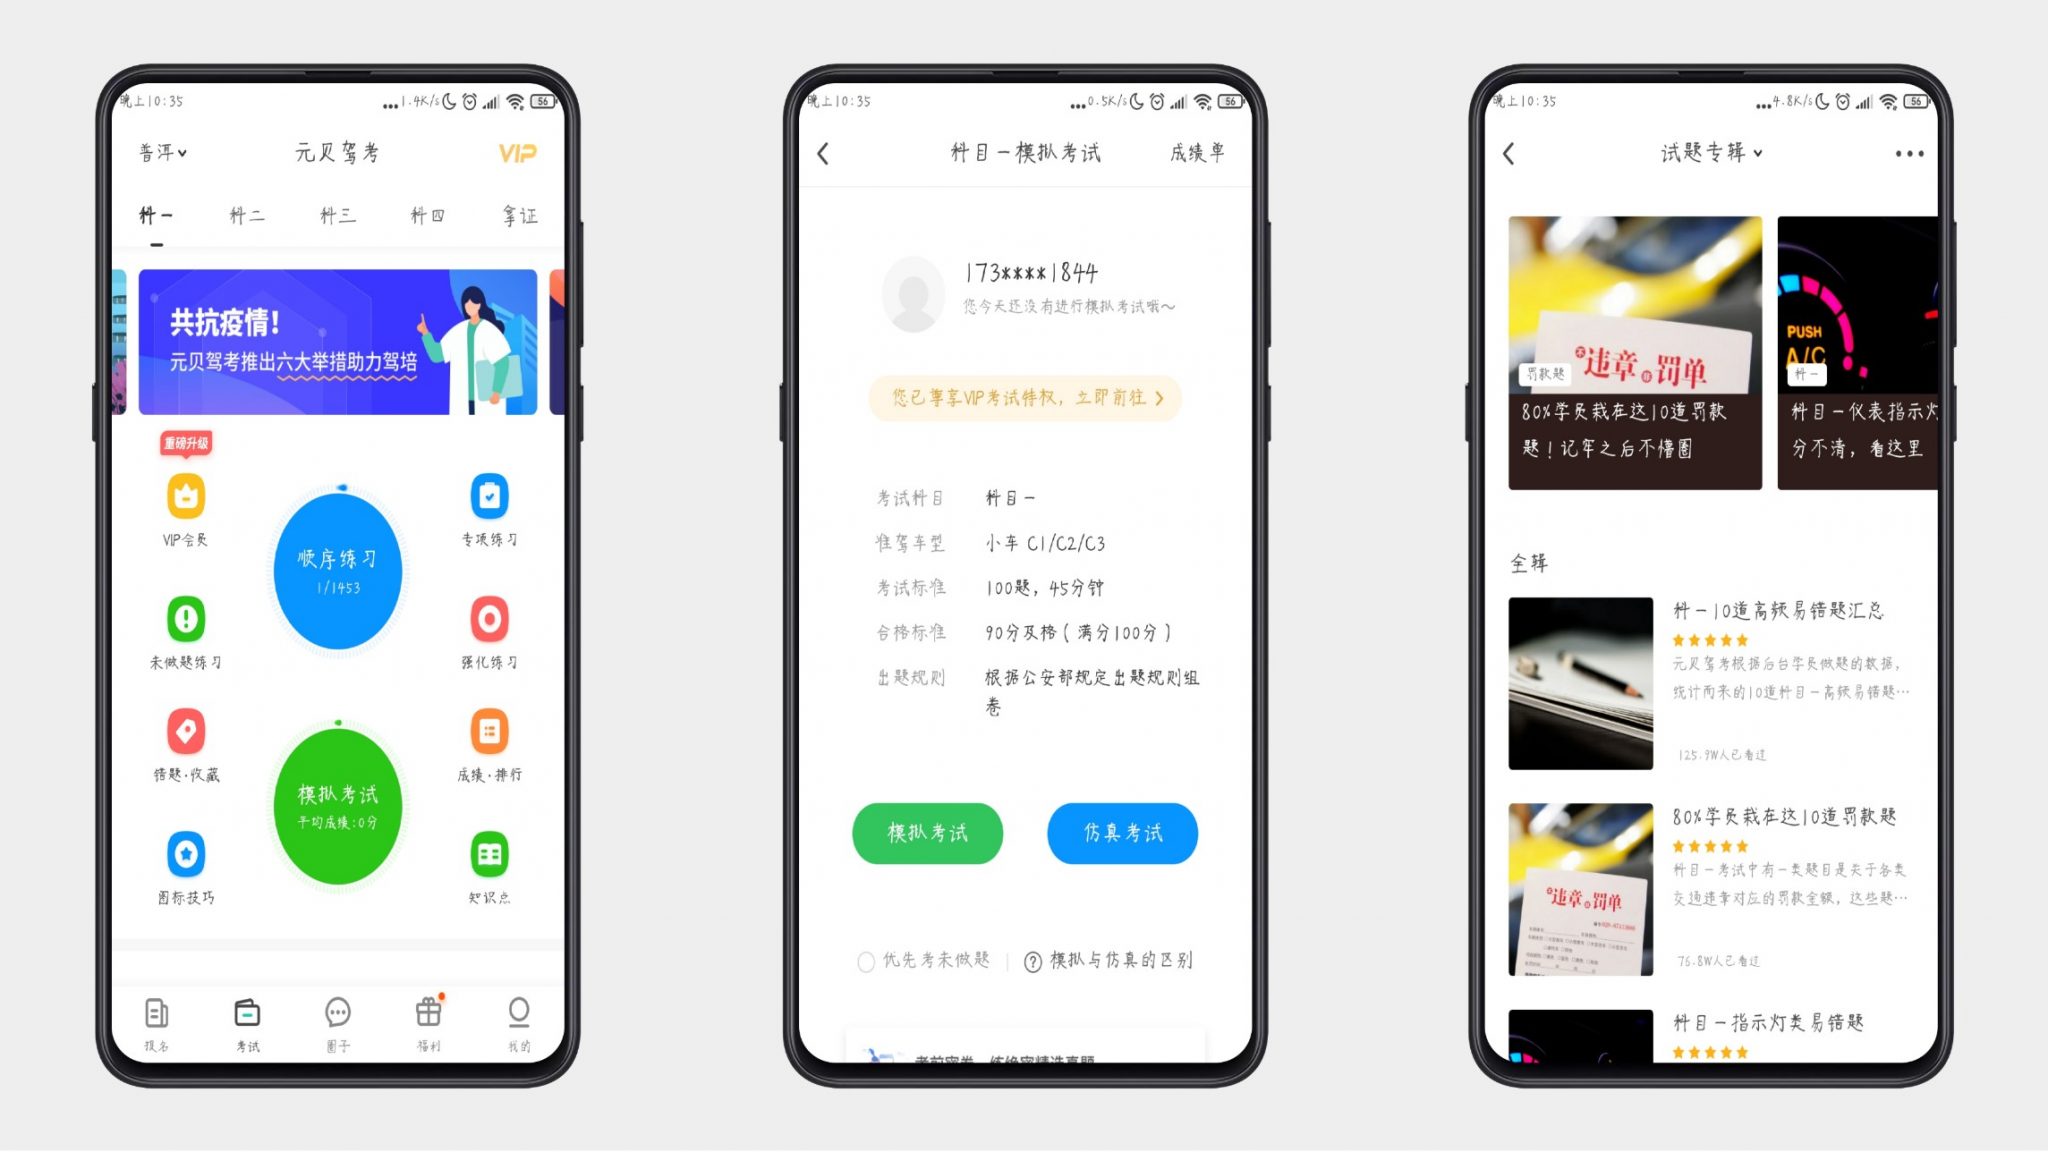 晚上10:35
1.4K/s
56
普洱
元贝驾考
VIP
科一
科二
科三
科四
拿证
共抗疫情!
元贝驾考推出六大举措助力驾培
重磅升级
VIP会员
顺序练习
1/1453
专项练习
未做题练习
强化练习
错题·收藏
模拟考试
平均成绩:0分
成绩·排行
图标技巧
知识点
报名
考试
圈子
福利
我的
晚上10:35
0.5K/s
56
科目一模拟考试
成绩单
173****1844
您今天还没有进行模拟考试哦~
您已尊享VIP考试特权，立即前往
考试科目 科目一
准驾车型 小车 C1/C2/C3
考试标准 100题，45分钟
合格标准 90分及格（满分100分）
出题规则 根据公安部规定出题规则组
卷
模拟考试
仿真考试
优先考未做题
模拟与仿真的区别
晚上10:35
4.8K/s
56
试题专辑
违章 罚单
罚款题
80%学员栽在这10道罚款
题！记牢之后不懵圈
PUSH
A/C
科一
科目一仪表指示灯
分不清，看这里
全辑
科一10道高频易错题汇总
元贝驾考根据后台学员做题的数据，
统计而来的10道科目一高频易错题…
125.9W人已看过
80%学员栽在这10道罚款题
科目一考试中有一类题目是关于各类
交通违章对应的罚款金额，这些题…
违章 罚单
76.8W人已看过
科目一指示灯类易错题